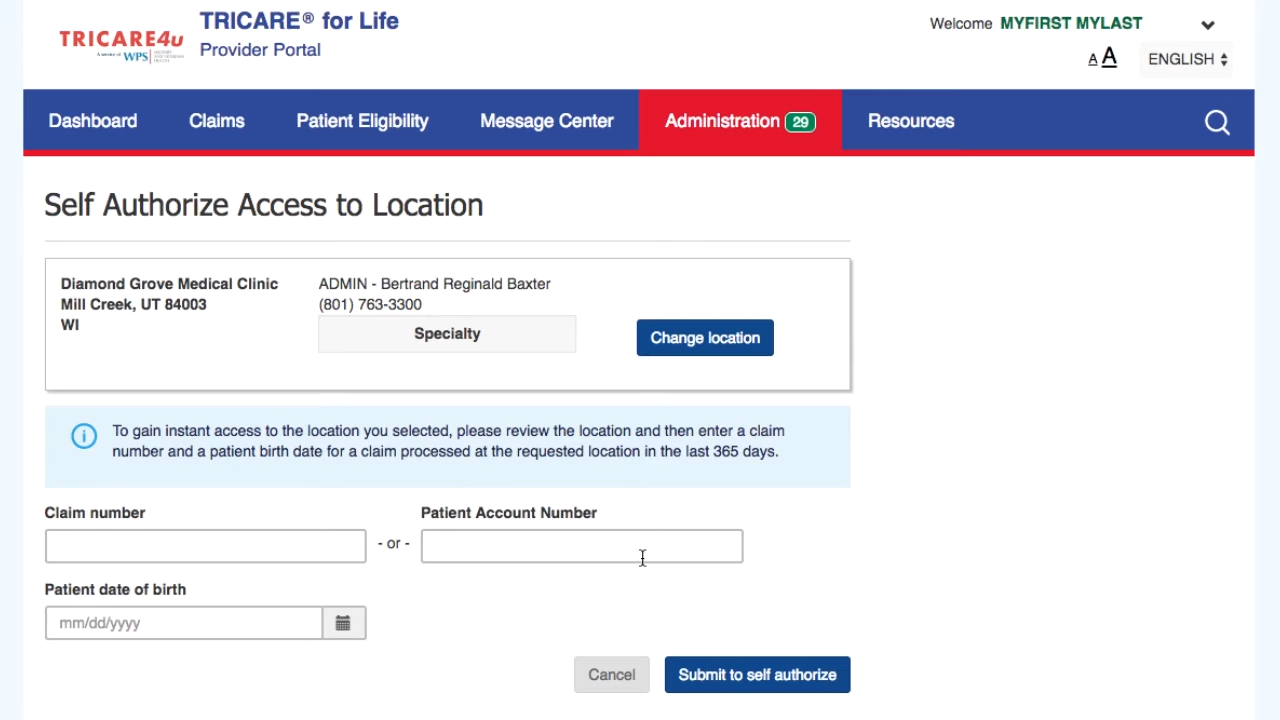 TRICARE4u
A service of WPS
TRICARE® for Life
Provider Portal
Welcome MYFIRST MYLAST
A A
ENGLISH
Dashboard Claims Patient Eligibility Message Center Administration 29 Resources
Self Authorize Access to Location
Diamond Grove Medical Clinic
Mill Creek, UT 84003
WI
ADMIN - Bertrand Reginald Baxter
(801) 763-3300
Specialty
Change location
To gain instant access to the location you selected, please review the location and then enter a claim
number and a patient birth date for a claim processed at the requested location in the last 365 days.
Claim number
- or -
Patient Account Number
Patient date of birth
mm/dd/yyyy
Cancel
Submit to self authorize